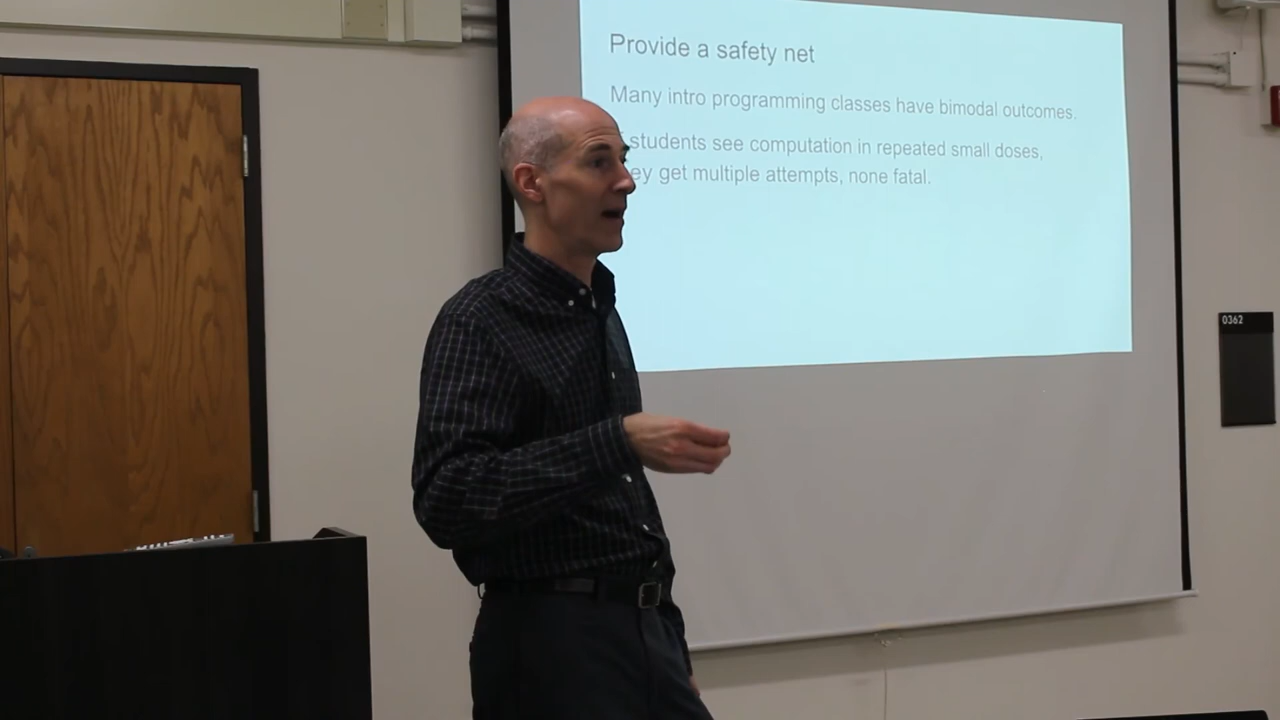 Provide a safety net
Many intro programming classes have bimodal outcomes.
students see computation in repeated small doses,
ey get multiple attempts, none fatal.
0362